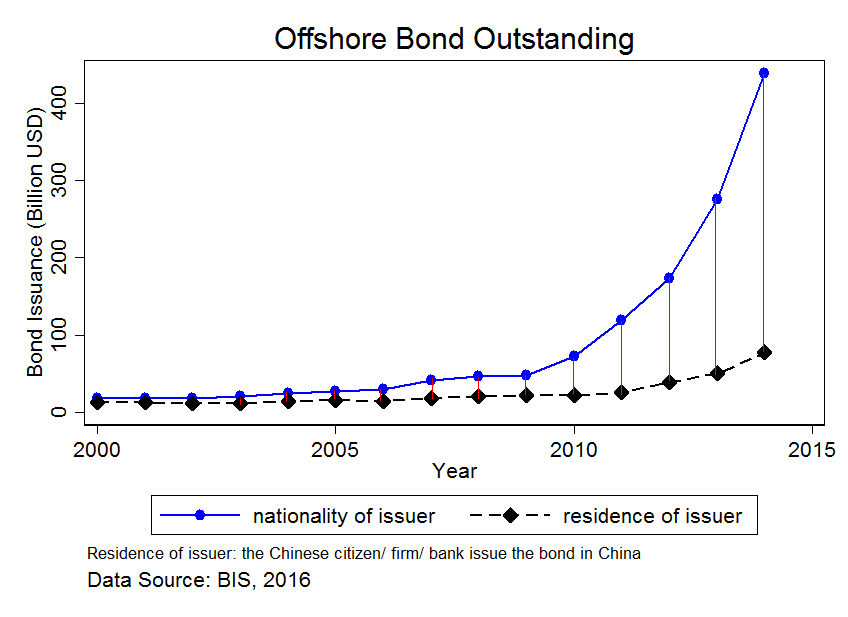 Offshore Bond Outstanding
Bond Issuance (Billion USD)
400
300
200
100
0
2000 2005 2010 2015
Year
nationality of issuer residence of issuer
Residence of issuer: the Chinese citizen/ firm/ bank issue the bond in China
Data Source: BIS, 2016